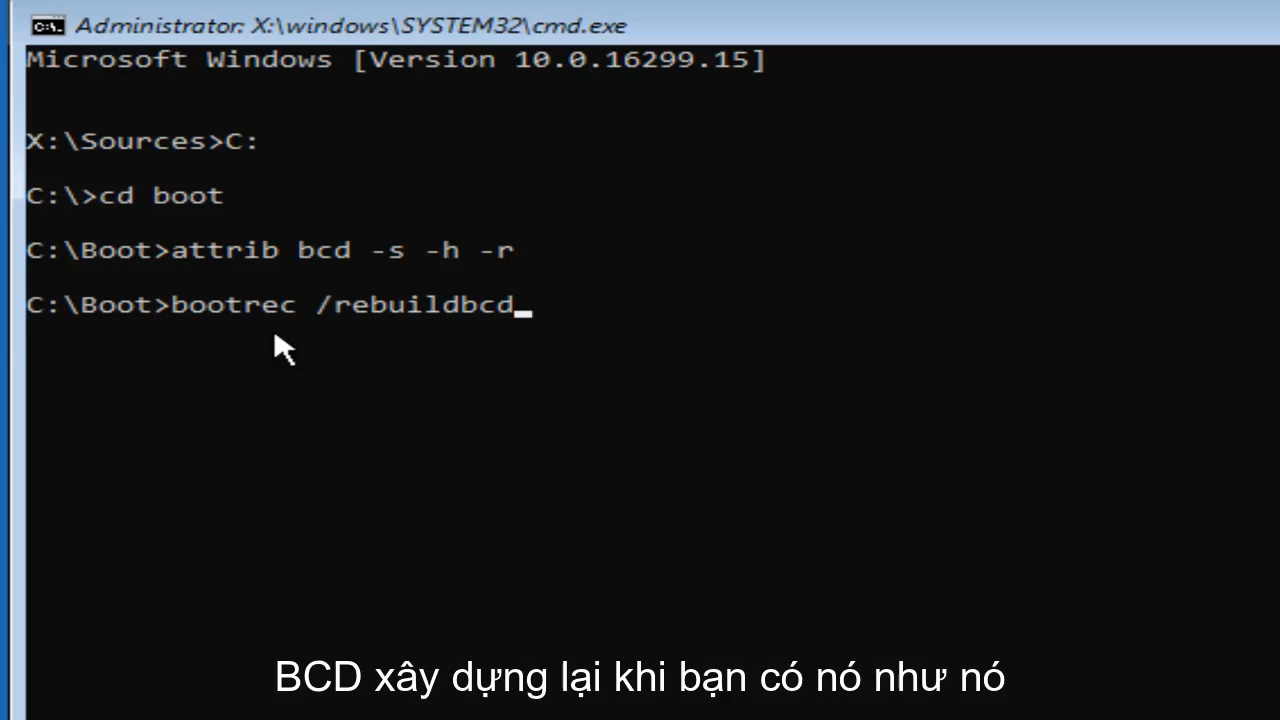 Administrator: X:\windows\SYSTEM32\cmd.exe
Microsoft Windows [Version 10.0.16299.15]
X:\Sources>C:
C:\>cd boot
C:\Boot>attrib bcd -s -h -r
C:\Boot>bootrec /rebuildbcd
BCD xây dựng lại khi bạn có nó như nó